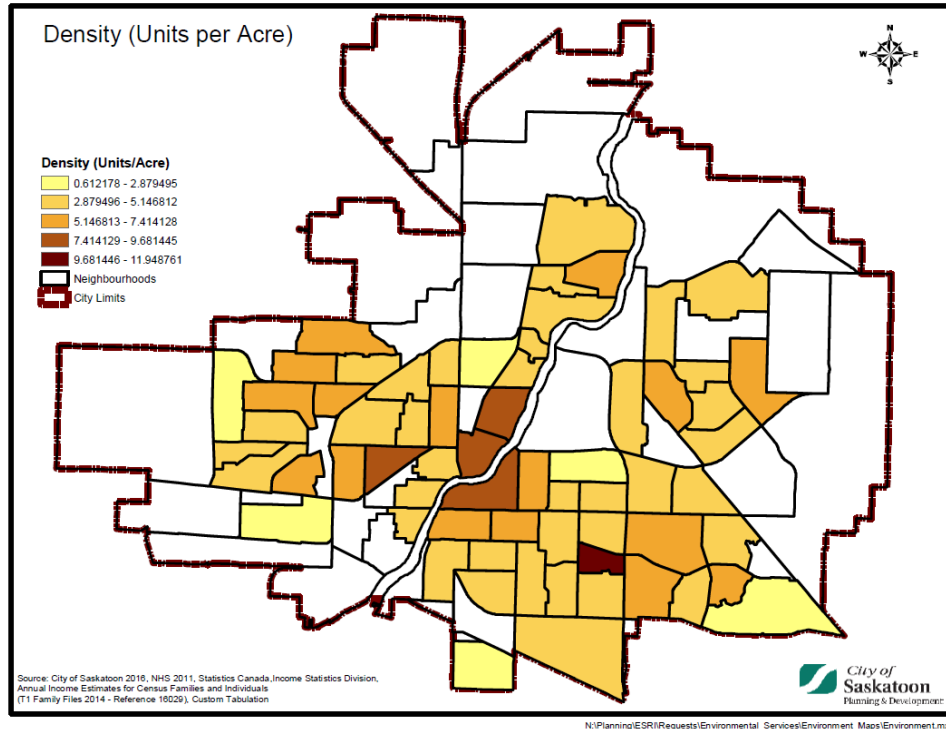 Density (Units per Acre)
N
W E
S
Density (Units/Acre)
0.612178 - 2.879495
2.879496 - 5.146812
5.146813 - 7.414128
7.414129 - 9.681445
9.681446 - 11.948761
Neighbourhoods
City Limits
Source: City of Saskatoon 2016, NHS 2011, Statistics Canada,Income Statistics Division,
Annual Income Estimates for Census Families and Individuals
(T1 Family Files 2014 - Reference 16029), Custom Tabulation
City of
Saskatoon
Planning & Development
N:\Planning\ESRI\Requests\Environmental_Services\Environment_Maps\Environment.m